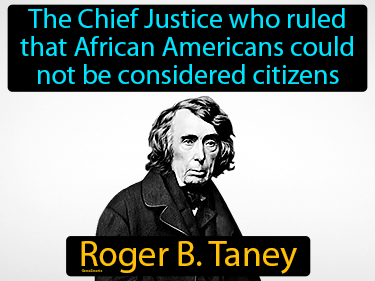 The Chief Justice who ruled
that African Americans could
not be considered citizens
Roger B. Taney